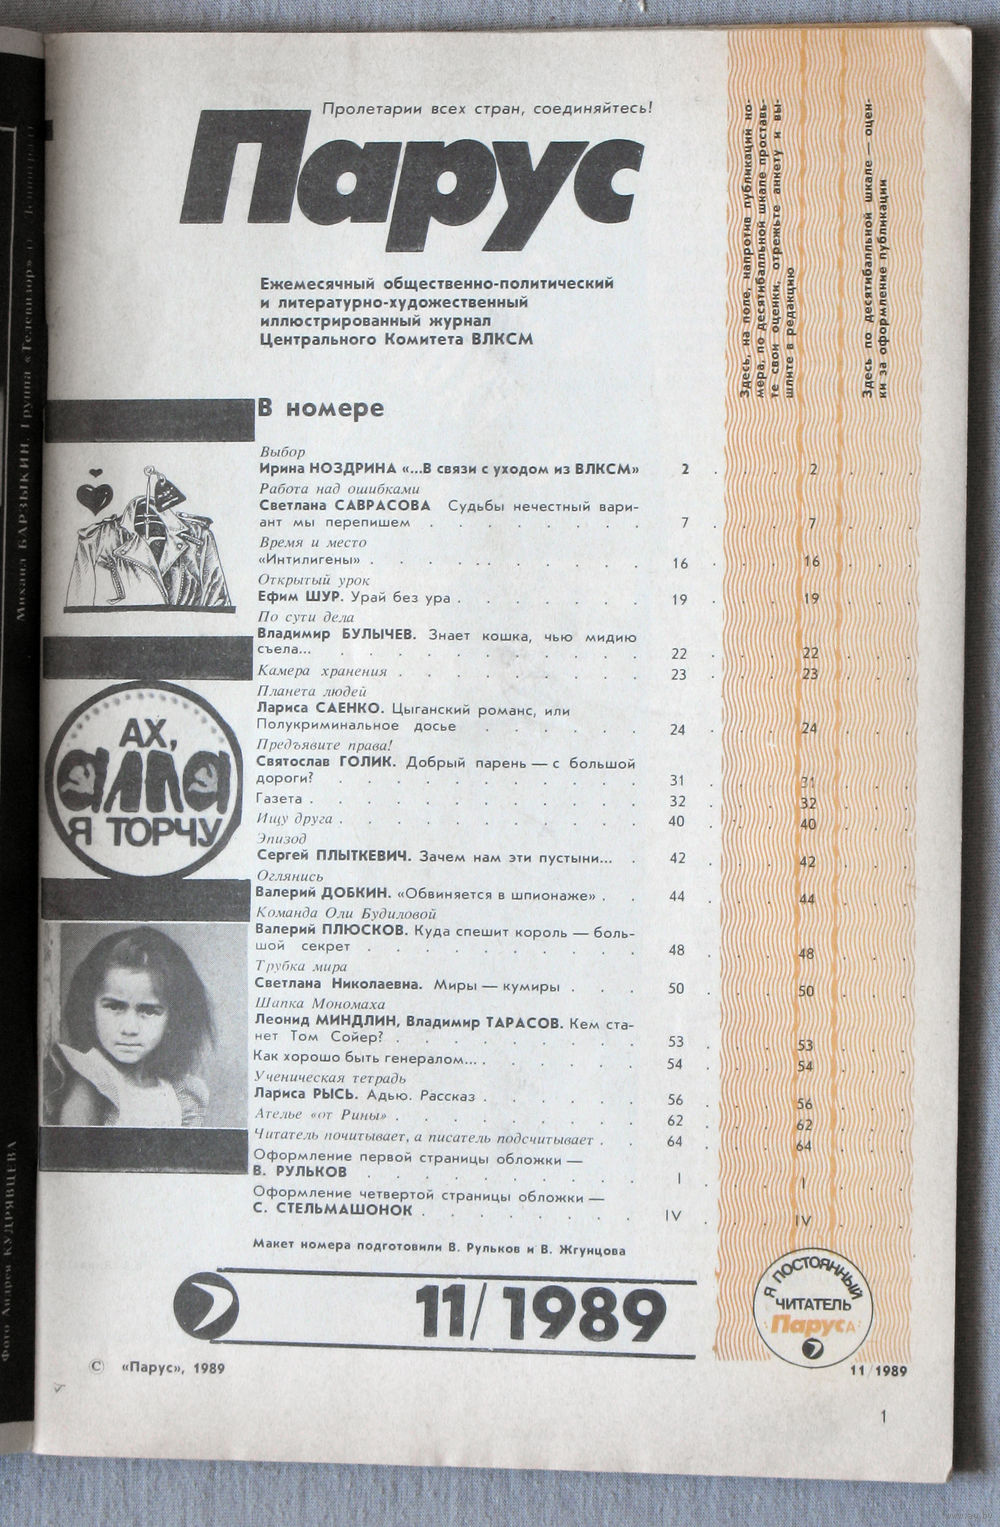 Пролетарии всех стран, соединяйтесь!
Парус
Ежемесячный общественно-политический
и литературно-художественный
иллюстрированный журнал
Центрального Комитета ВЛКСМ
В номере
Выбор
Ирина НОЗДРИНА «...В связи с уходом из ВЛКСМ» 2 . . . 2 . . .
Работа над ошибками
Светлана САВРАСОВА Судьбы нечестный вари-
ант мы перепишем . . . . . . . 7 . . . 7 . . .
Время и место
«Интилигены» . . . . . . . . . . 16 . . . 16 . . .
Открытый урок
Ефим ШУР. Урай без ура . . . . . . . 19 . . . 19 . . .
По сути дела
Владимир БУЛЫЧЕВ. Знает кошка, чью мидию
съела... . . . . . . . . . . 22 . . . 22 . . .
Камера хранения . . . . . . . . . 23 . . . 23 . . .
Планета людей
Лариса САЕНКО. Цыганский романс, или
Полукриминальное досье . . . . . . 24 . . . 24 . . .
Предъявите права!
Святослав ГОЛИК. Добрый парень — с большой
дороги? . . . . . . . . . . 31 . . . 31 . . .
Газета . . . . . . . . . . . 32 . . . 32 . . .
Ищу друга . . . . . . . . . . 40 . . . 40 . . .
Эпизод
Сергей ПЛЫТКЕВИЧ. Зачем нам эти пустыни... . 42 . . . 42 . . .
Оглянись
Валерий ДОБКИН. «Обвиняется в шпионаже» . . 44 . . . 44 . . .
Команда Оли Будиловой
Валерий ПЛЮСКОВ. Куда спешит король — боль-
шой секрет . . . . . . . . . 48 . . . 48 . . .
Трубка мира
Светлана Николаевна. Миры — кумиры . . . 50 . . . 50 . . .
Шапка Мономаха
Леонид МИНДЛИН, Владимир ТАРАСОВ. Кем ста-
нет Том Сойер? . . . . . . . . 53 . . . 53 . . .
Как хорошо быть генералом... . . . . . . 54 . . . 54 . . .
Ученическая тетрадь
Лариса РЫСЬ. Адью. Рассказ . . . . . . 56 . . . 56 . . .
Ателье «от Рины» . . . . . . . . . 62 . . . 62 . . .
Читатель почитывает, а писатель подсчитывает . . 64 . . . 64 . . .
Оформление первой страницы обложки —
В. РУЛЬКОВ . . . . . . . . . I . . . I . . .
Оформление четвертой страницы обложки —
С. СТЕЛЬМАШОНОК . . . . . . . . IV . . . IV . . .
Макет номера подготовили В. Рульков и В. Жгунцова
11/1989
© «Парус», 1989
АХ,
алла
Я ТОРЧУ
Здесь, на поле, напротив публикаций но-
мера, по десятибалльной шкале проставь-
те свои оценки, отрежьте анкету и вы-
шлите в редакцию
Здесь по десятибалльной шкале — оцен-
ки за оформление публикации
Я ПОСТОЯННЫЙ
ЧИТАТЕЛЬ
ПарусА
11/1989
1
Михаил БАРЗЫКИН. Группа «Телевизор»
Фото Андрея КУДРЯВЦЕВА